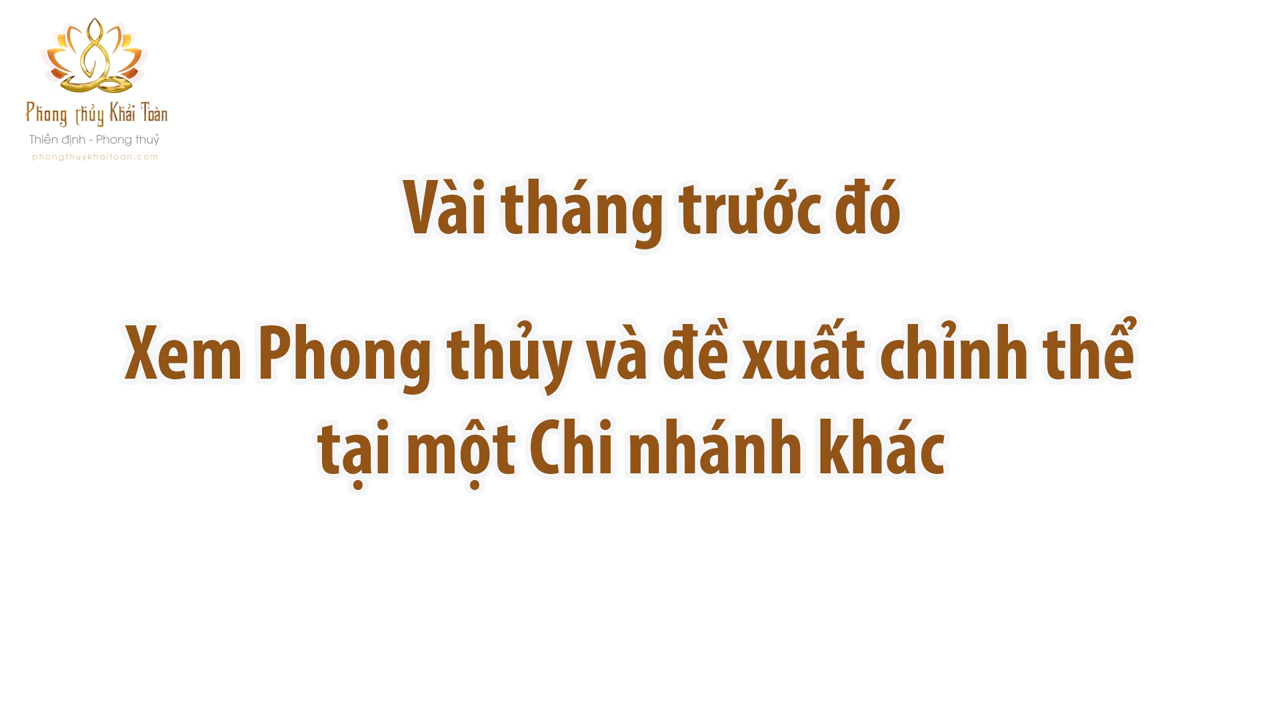 Phong thủy Khải Toàn
Thiền định - Phong thuỷ
phongthuykhaitoan.com
Vài tháng trước đó
Xem Phong thủy và đề xuất chỉnh thể
tại một Chi nhánh khác